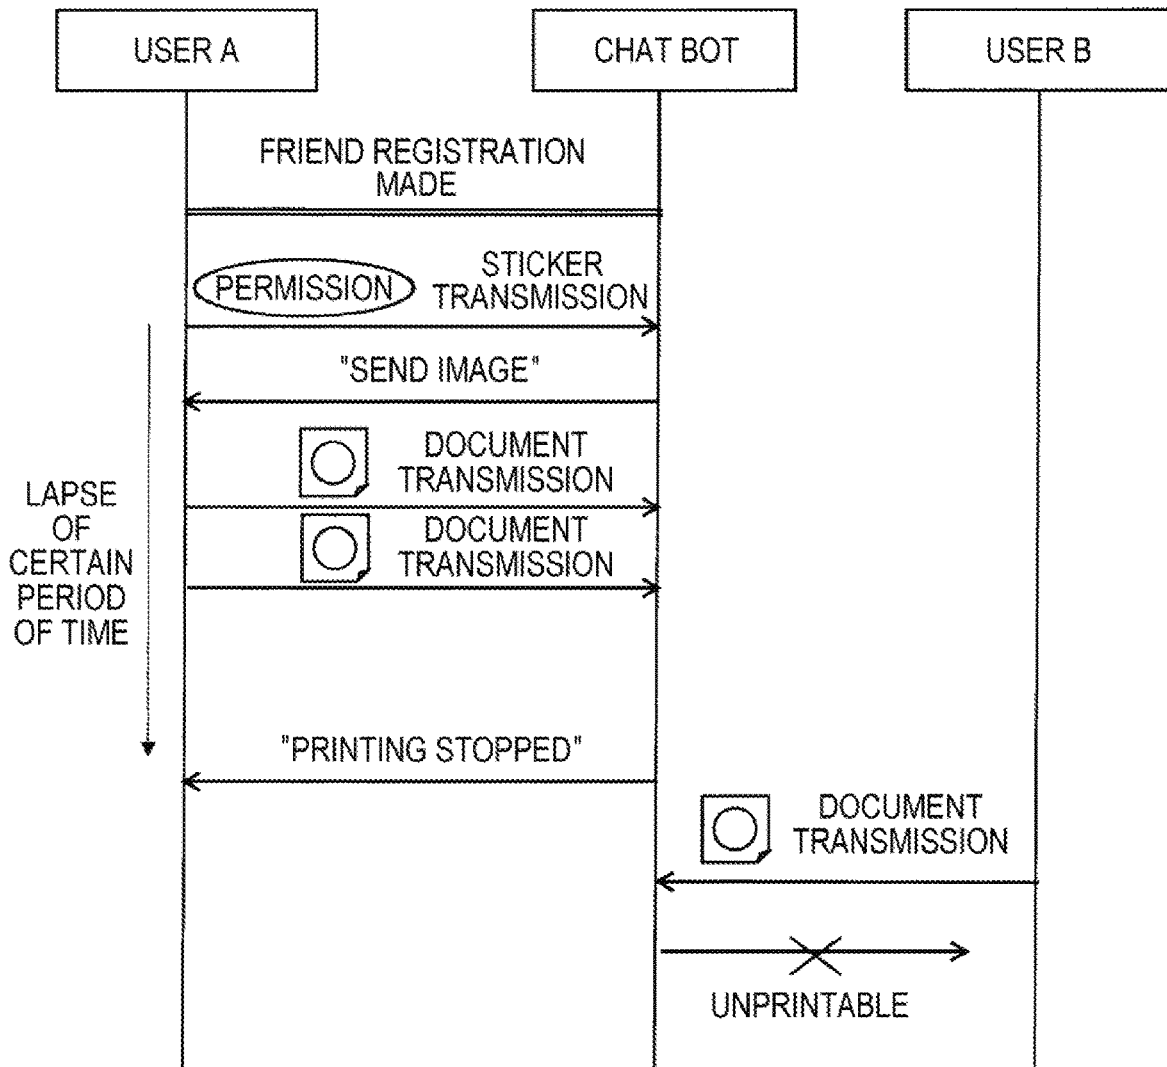 USER A
CHAT BOT
USER B
FRIEND REGISTRATION
MADE
PERMISSION
STICKER
TRANSMISSION
"SEND IMAGE"
DOCUMENT
TRANSMISSION
DOCUMENT
TRANSMISSION
LAPSE
OF
CERTAIN
PERIOD
OF TIME
"PRINTING STOPPED"
DOCUMENT
TRANSMISSION
UNPRINTABLE